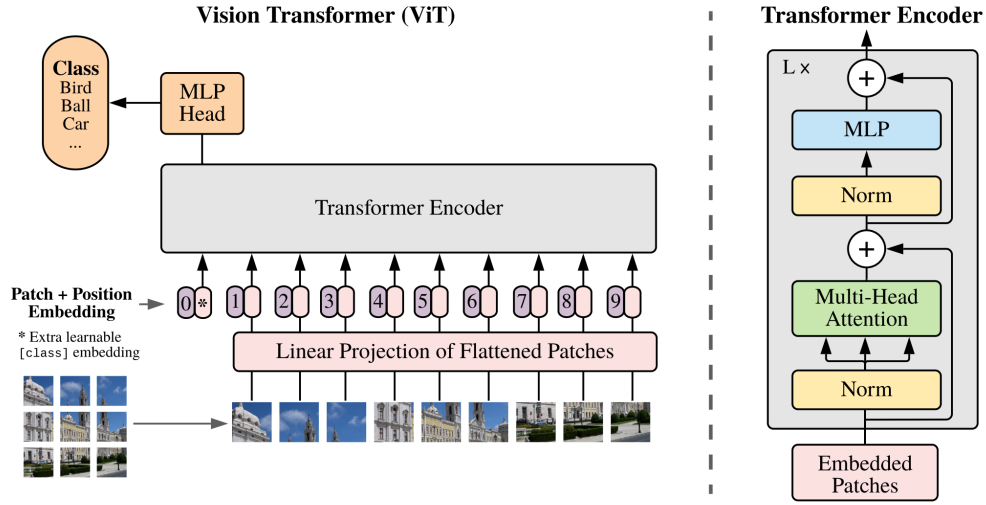 Vision Transformer (ViT)
Class
Bird
Ball
Car
...
MLP
Head
Transformer Encoder
Patch + Position
Embedding
* Extra learnable
[class] embedding
0 * 1 2 3 4 5 6 7 8 9
Linear Projection of Flattened Patches
Transformer Encoder
L ×
+
MLP
Norm
+
Multi-Head
Attention
Norm
Embedded
Patches